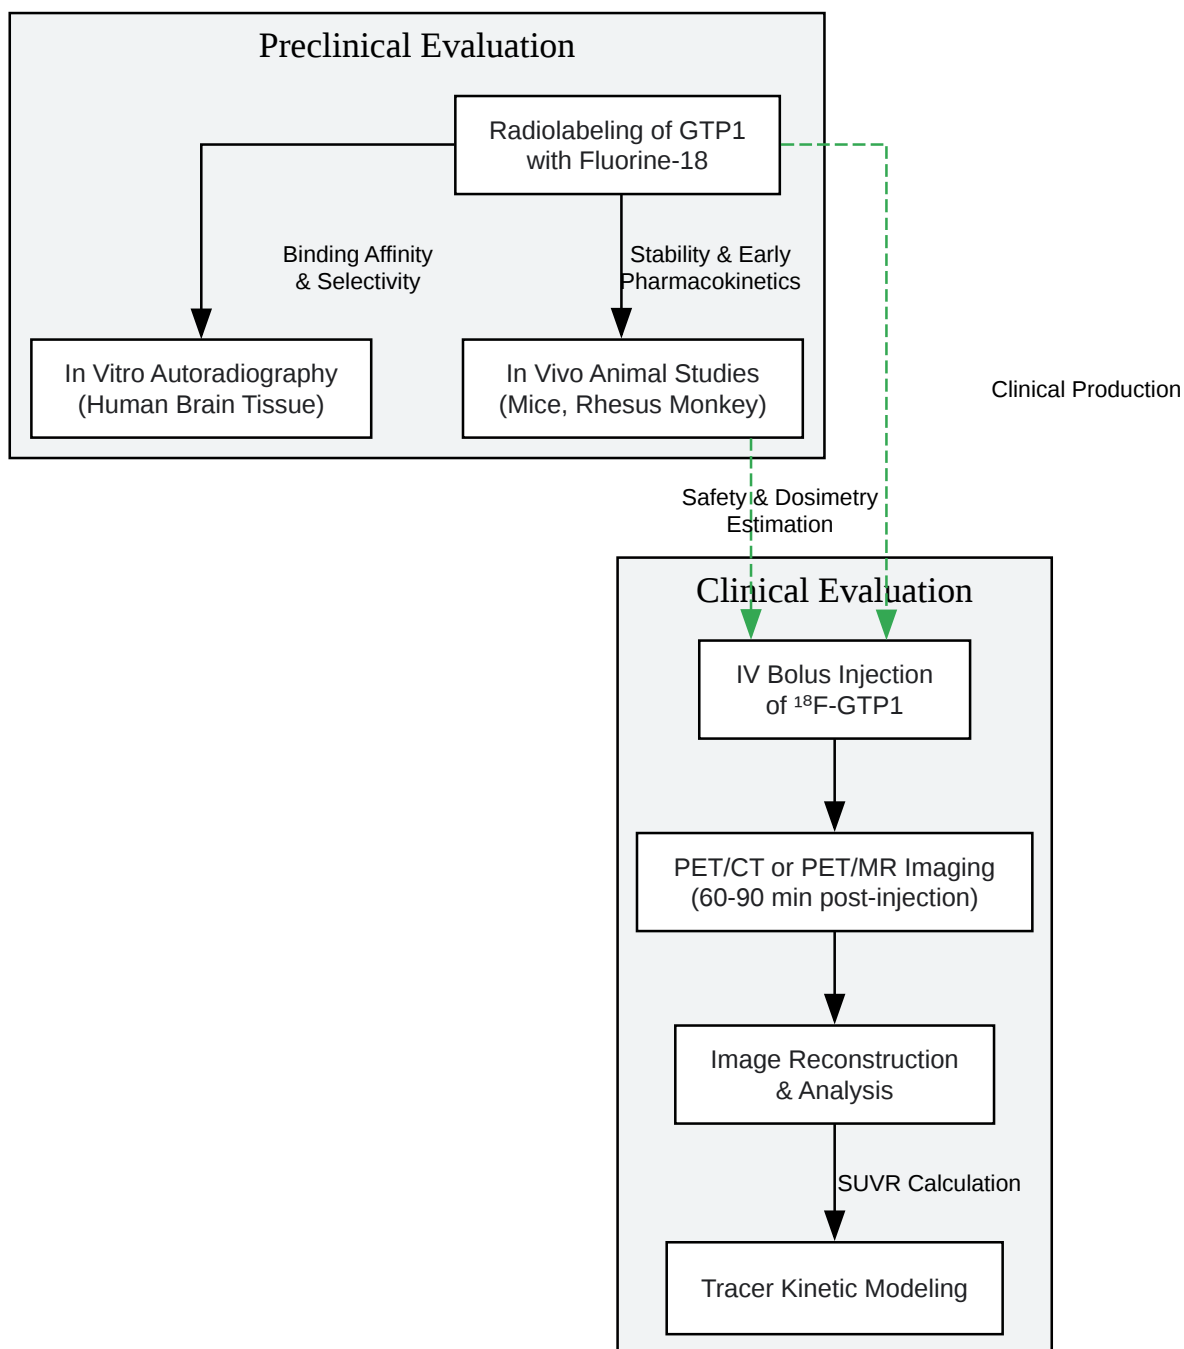 Preclinical Evaluation
Radiolabeling of GTP1
with Fluorine-18
Binding Affinity
& Selectivity
Stability & Early
Pharmacokinetics
In Vitro Autoradiography
(Human Brain Tissue)
In Vivo Animal Studies
(Mice, Rhesus Monkey)
Clinical Production
Safety & Dosimetry
Estimation
Clinical Evaluation
IV Bolus Injection
of ¹⁸F-GTP1
PET/CT or PET/MR Imaging
(60-90 min post-injection)
Image Reconstruction
& Analysis
SUVR Calculation
Tracer Kinetic Modeling